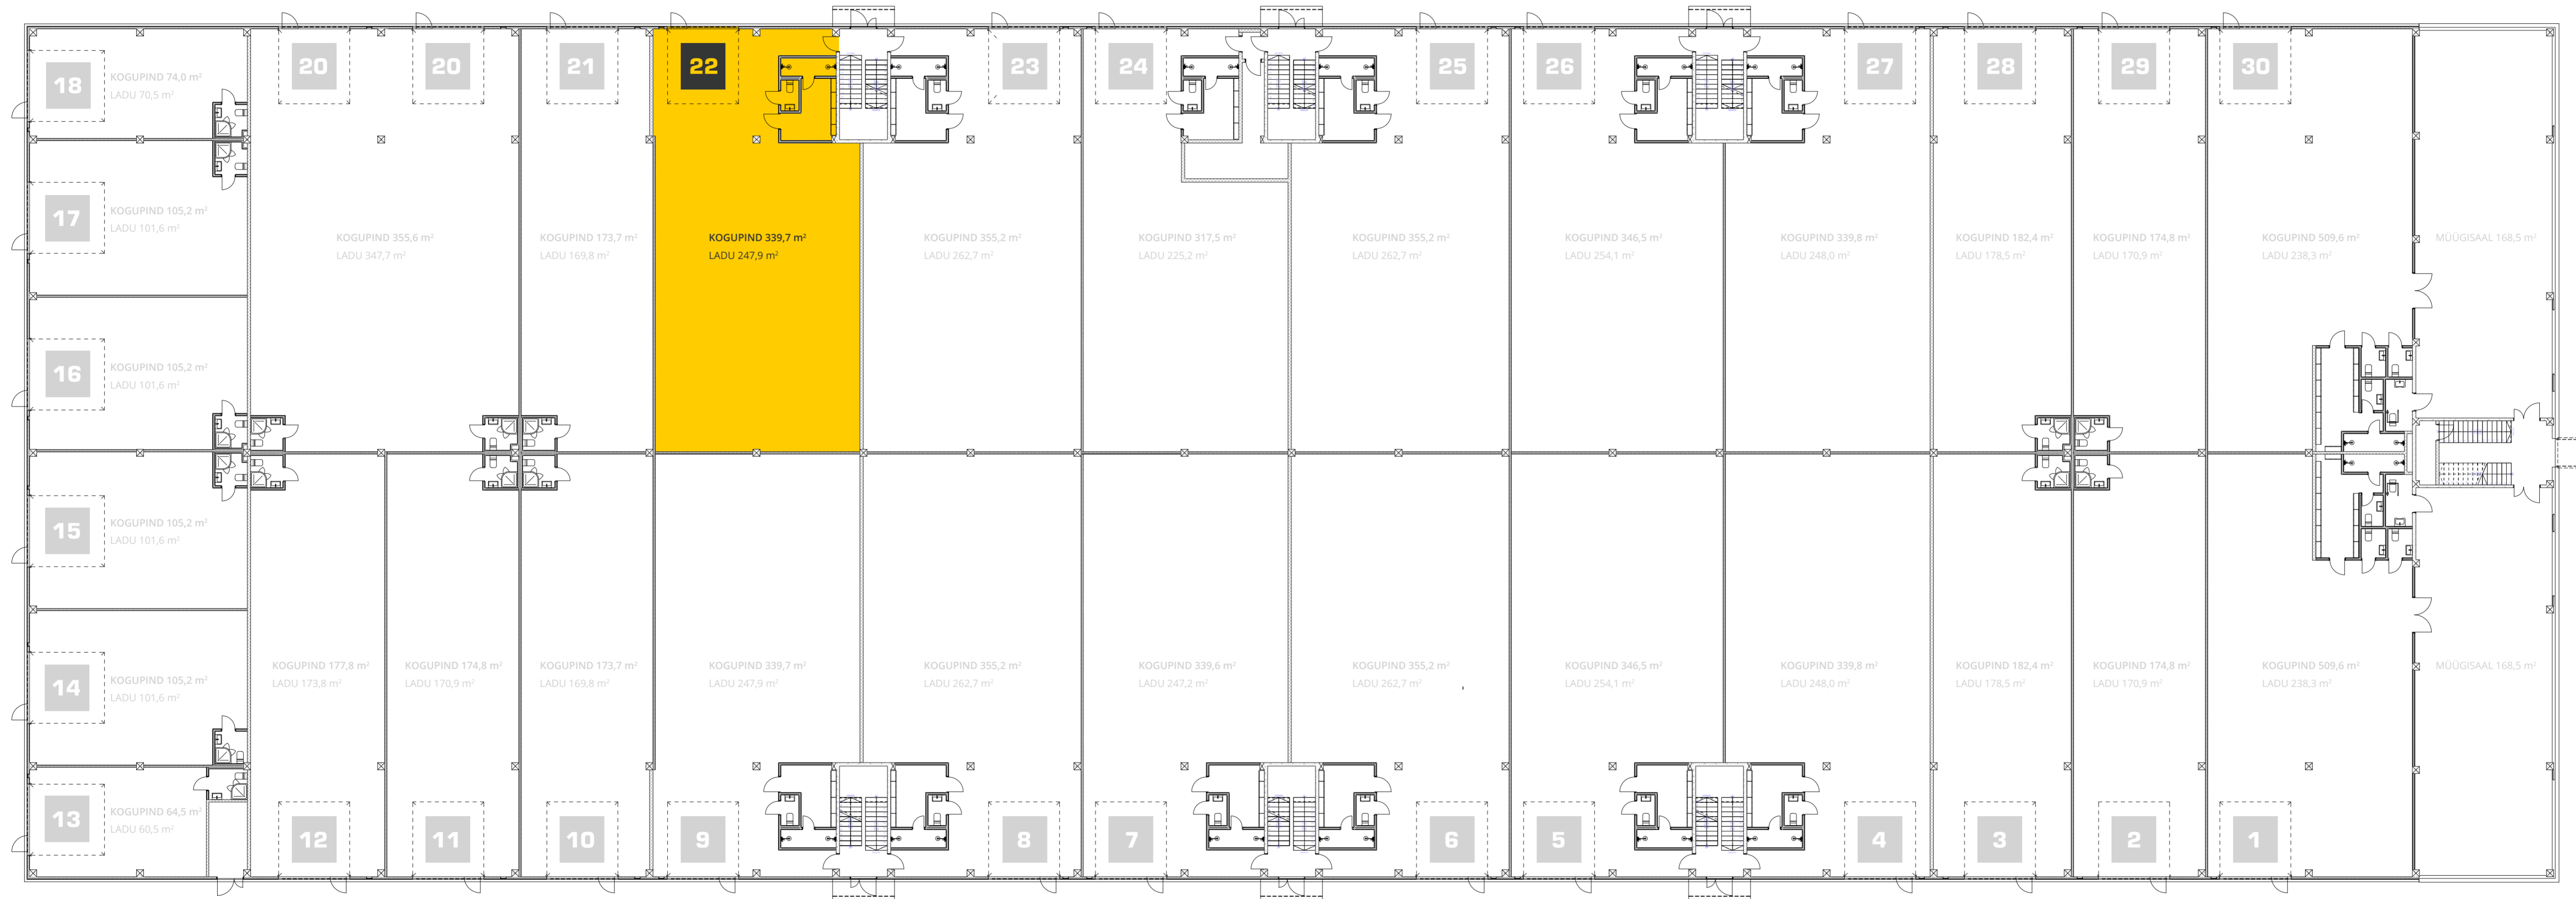 18
KOGUPIND 74,0 m²
LADU 70,5 m²
20
20
21
22
23
24
25
26
27
28
29
30
17
KOGUPIND 105,2 m²
LADU 101,6 m²
KOGUPIND 355,6 m²
LADU 347,7 m²
KOGUPIND 173,7 m²
LADU 169,8 m²
KOGUPIND 339,7 m²
LADU 247,9 m²
KOGUPIND 355,2 m²
LADU 262,7 m²
KOGUPIND 317,5 m²
LADU 225,2 m²
KOGUPIND 355,2 m²
LADU 262,7 m²
KOGUPIND 346,5 m²
LADU 254,1 m²
KOGUPIND 339,8 m²
LADU 248,0 m²
KOGUPIND 182,4 m²
LADU 178,5 m²
KOGUPIND 174,8 m²
LADU 170,9 m²
KOGUPIND 509,6 m²
LADU 238,3 m²
MÜÜGISAAL 168,5 m²
16
KOGUPIND 105,2 m²
LADU 101,6 m²
15
KOGUPIND 105,2 m²
LADU 101,6 m²
14
KOGUPIND 105,2 m²
LADU 101,6 m²
KOGUPIND 177,8 m²
LADU 173,8 m²
KOGUPIND 174,8 m²
LADU 170,9 m²
KOGUPIND 173,7 m²
LADU 169,8 m²
KOGUPIND 339,7 m²
LADU 247,9 m²
KOGUPIND 355,2 m²
LADU 262,7 m²
KOGUPIND 339,6 m²
LADU 247,2 m²
KOGUPIND 355,2 m²
LADU 262,7 m²
KOGUPIND 346,5 m²
LADU 254,1 m²
KOGUPIND 339,8 m²
LADU 248,0 m²
KOGUPIND 182,4 m²
LADU 178,5 m²
KOGUPIND 174,8 m²
LADU 170,9 m²
KOGUPIND 509,6 m²
LADU 238,3 m²
MÜÜGISAAL 168,5 m²
13
KOGUPIND 64,5 m²
LADU 60,5 m²
12
11
10
9
8
7
6
5
4
3
2
1